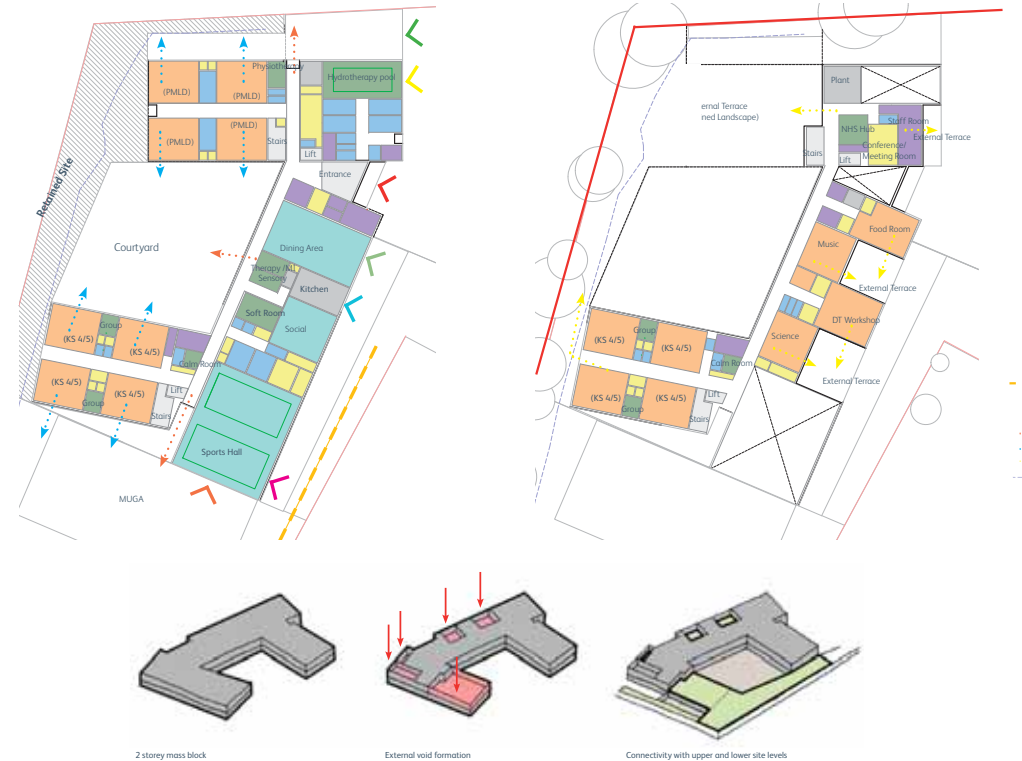 Physiotherapy
Hydrotherapy pool
(PMLD)
(PMLD)
(PMLD)
(PMLD)
Stairs
Lift
Entrance
Retained Site
Courtyard
Dining Area
Therapy /MI
Sensory
Kitchen
Soft Room
Social
Group
(KS 4/5)
(KS 4/5)
Calm Room
(KS 4/5)
(KS 4/5)
Lift
Group
Stairs
Sports Hall
MUGA
Plant
ernal Terrace
ned Landscape)
Staff Room
NHS Hub
External Terrace
Conference/
Meeting Room
Stairs
Lift
Food Room
Music
External Terrace
DT Workshop
Science
External Terrace
Group
(KS 4/5)
(KS 4/5)
Calm Room
(KS 4/5)
(KS 4/5)
Lift
Group
Stairs
2 storey mass block
External void formation
Connectivity with upper and lower site levels